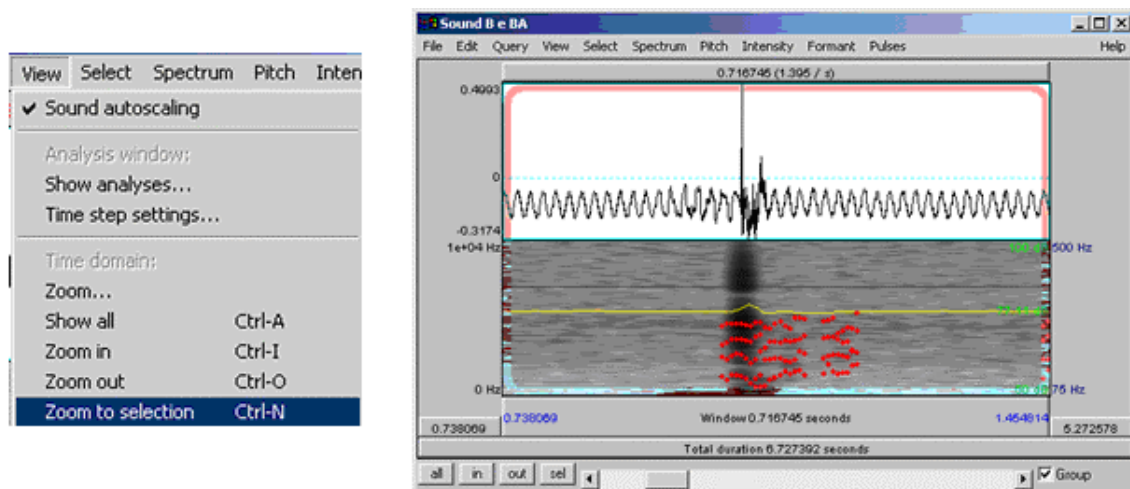 View Select Spectrum Pitch Inten
✔ Sound autoscaling
Analysis window:
Show analyses...
Time step settings...
Time domain:
Zoom...
Show all Ctrl-A
Zoom in Ctrl-I
Zoom out Ctrl-O
Zoom to selection Ctrl-N
Sound B e BA
File Edit Query View Select Spectrum Pitch Intensity Formant Pulses Help
0.716745 (1.395 / s)
0.4993
0
-0.3174
1e+04 Hz 500 Hz
0 Hz 75 Hz
0.738069 0.738069 Window 0.716745 seconds 1.454814 5.272578
Total duration 6.727392 seconds
all in out sel Group